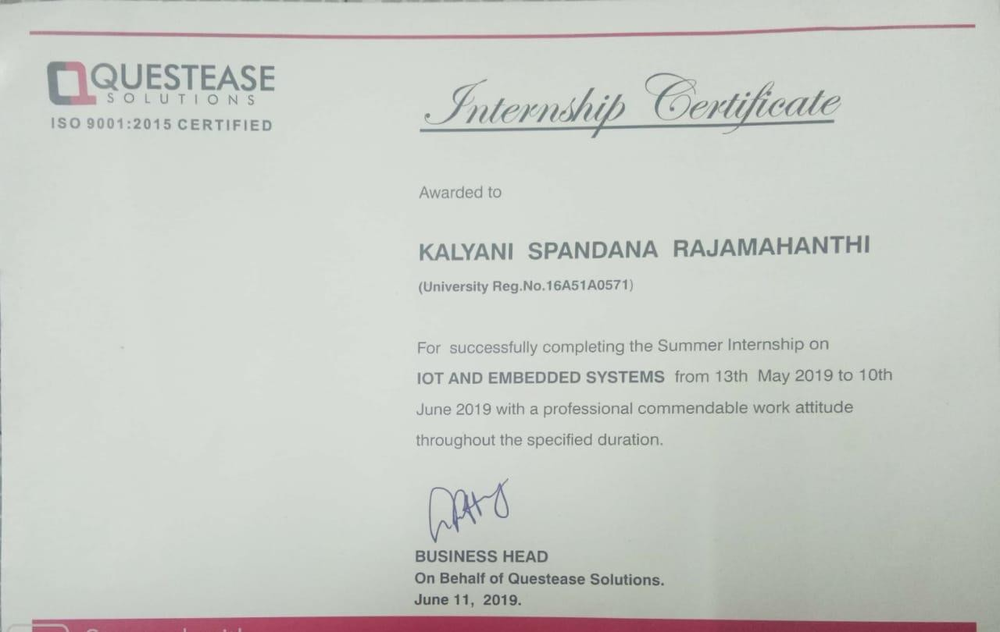 QUESTEASE
SOLUTIONS
ISO 9001:2015 CERTIFIED
Internship Certificate
Awarded to
KALYANI SPANDANA RAJAMAHANTHI
(University Reg.No.16A51A0571)
For successfully completing the Summer Internship on
IOT AND EMBEDDED SYSTEMS from 13th May 2019 to 10th
June 2019 with a professional commendable work attitude
throughout the specified duration.
BUSINESS HEAD
On Behalf of Questease Solutions.
June 11, 2019.